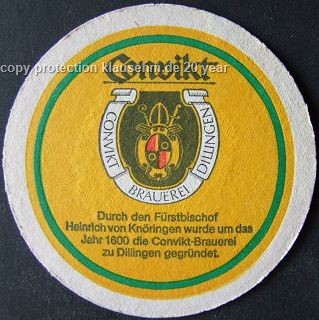 copy protection klausehm.de 20 year
Convikt
CONVIKT BRAUEREI DILLINGEN
Durch den Fürstbischof
Heinrich von Knöringen wurde um das
Jahr 1600 die Convikt-Brauerei
zu Dillingen gegründet.